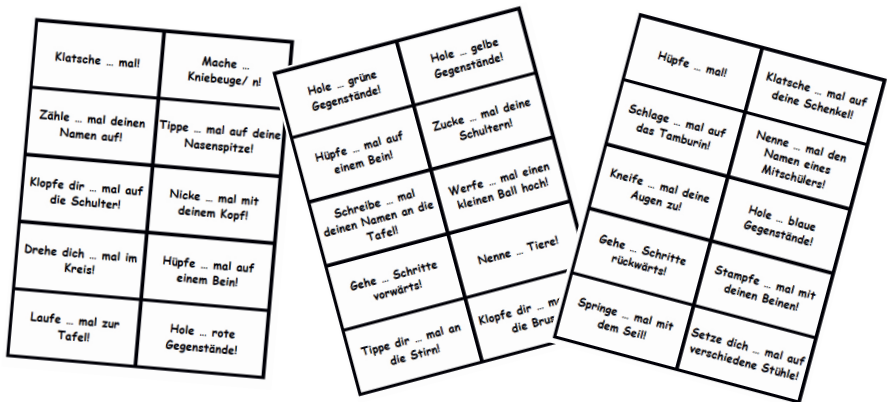 Klatsche ... mal!
Mache ...
Kniebeuge/ n!
Zähle ... mal deinen
Namen auf!
Tippe ... mal auf deine
Nasenspitze!
Klopfe dir ... mal auf
die Schulter!
Nicke ... mal mit
deinem Kopf!
Drehe dich ... mal im
Kreis!
Hüpfe ... mal auf
einem Bein!
Laufe ... mal zur
Tafel!
Hole ... rote
Gegenstände!
Hole ... grüne
Gegenstände!
Hole ... gelbe
Gegenstände!
Hüpfe ... mal auf
einem Bein!
Zucke ... mal deine
Schultern!
Schreibe ... mal
deinen Namen an die
Tafel!
Werfe ... mal einen
kleinen Ball hoch!
Gehe ... Schritte
vorwärts!
Nenne ... Tiere!
Tippe dir ... mal an
die Stirn!
Klopfe dir ...
die
Hüpfe ... mal!
Klatsche ... mal auf
deine Schenkel!
Schlage ... mal auf
das Tamburin!
Nenne ... mal den
Namen eines
Mitschülers!
Kneife ... mal deine
Augen zu!
Hole ... blaue
Gegenstände!
Gehe ... Schritte
rückwärts!
Stampfe ... mal mit
deinen Beinen!
Springe ... mal mit
dem Seil!
Setze dich ... mal auf
verschiedene Stühle!